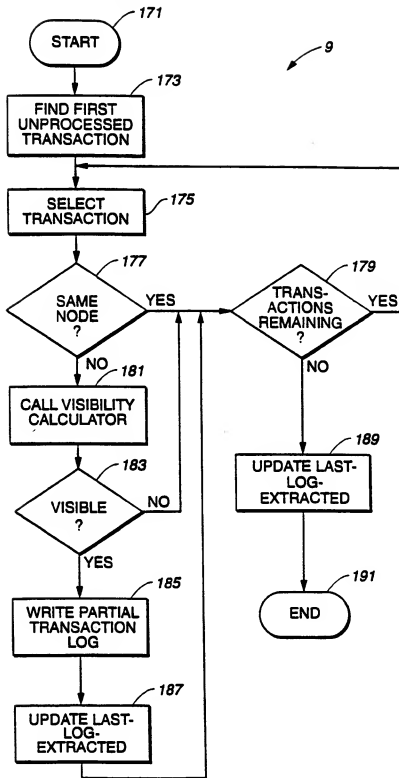 171
START
9
173
FIND FIRST
UNPROCESSED
TRANSACTION
175
SELECT
TRANSACTION
177
SAME
NODE
?
YES
NO
179
TRANS-
ACTIONS
REMAINING
?
YES
NO
181
CALL VISIBILITY
CALCULATOR
183
VISIBLE
?
NO
YES
189
UPDATE LAST-
LOG-
EXTRACTED
185
WRITE PARTIAL
TRANSACTION
LOG
191
END
187
UPDATE LAST-
LOG-
EXTRACTED